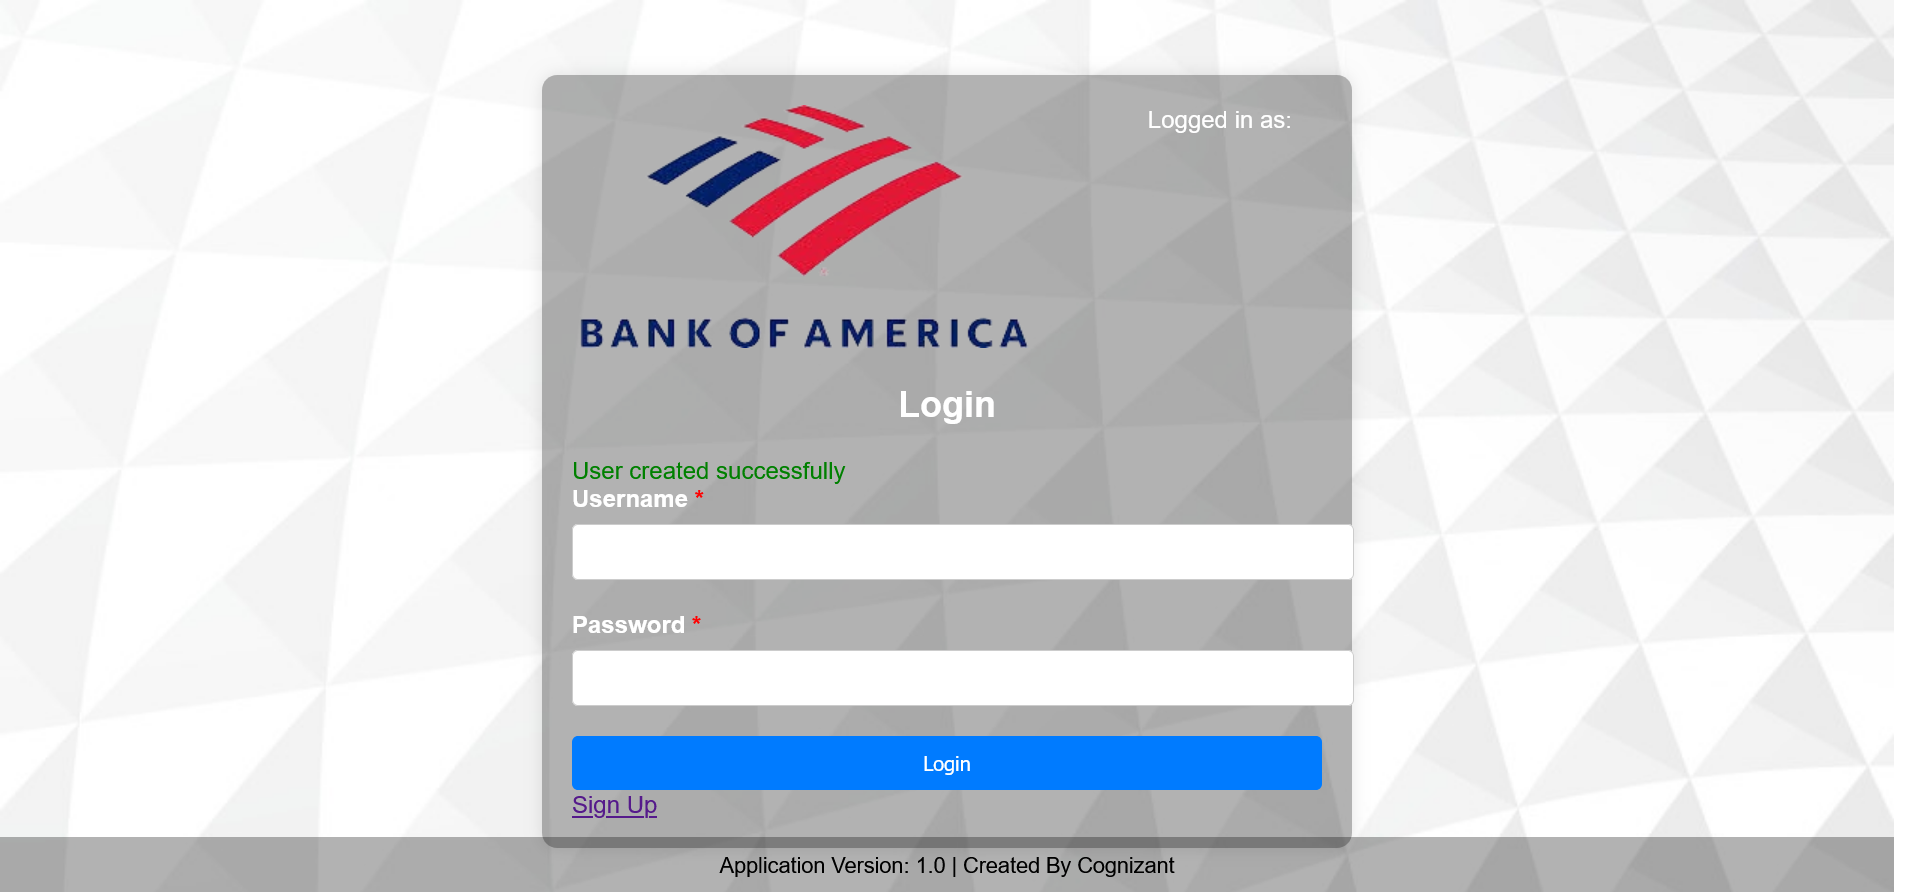 Logged in as:
BANK OF AMERICA
Login
User created successfully
Username *
Password *
Login
Sign Up
Application Version: 1.0 | Created By Cognizant